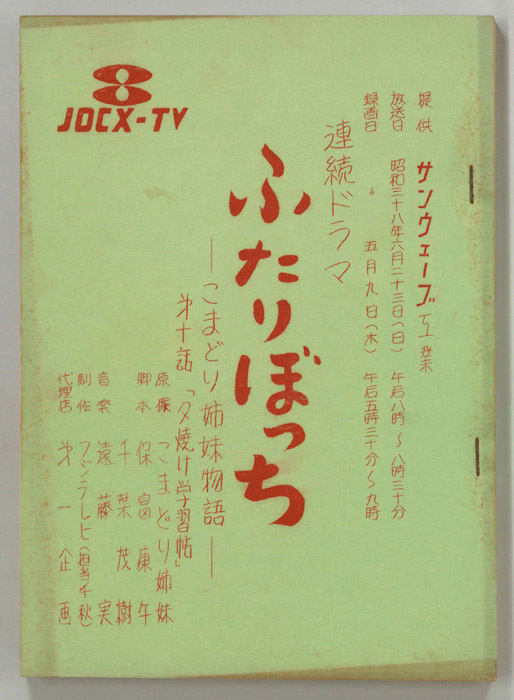 JOCX-TV
提供 サンウェーブ工業
放送日 昭和三十八年六月二十三日(日) 午后八時~八時三十分
録画日 〃 五月九日(木) 午后五時三十分~九時
連続ドラマ
ふたりぼっち
―こまどり姉妹物語―
第十話「夕焼け学習帖」
原案 こまどり姉妹
脚本 保富康午
千葉茂樹
音楽 遠藤実
制作 フジテレビ(担当千秋)
代理店 第一企画